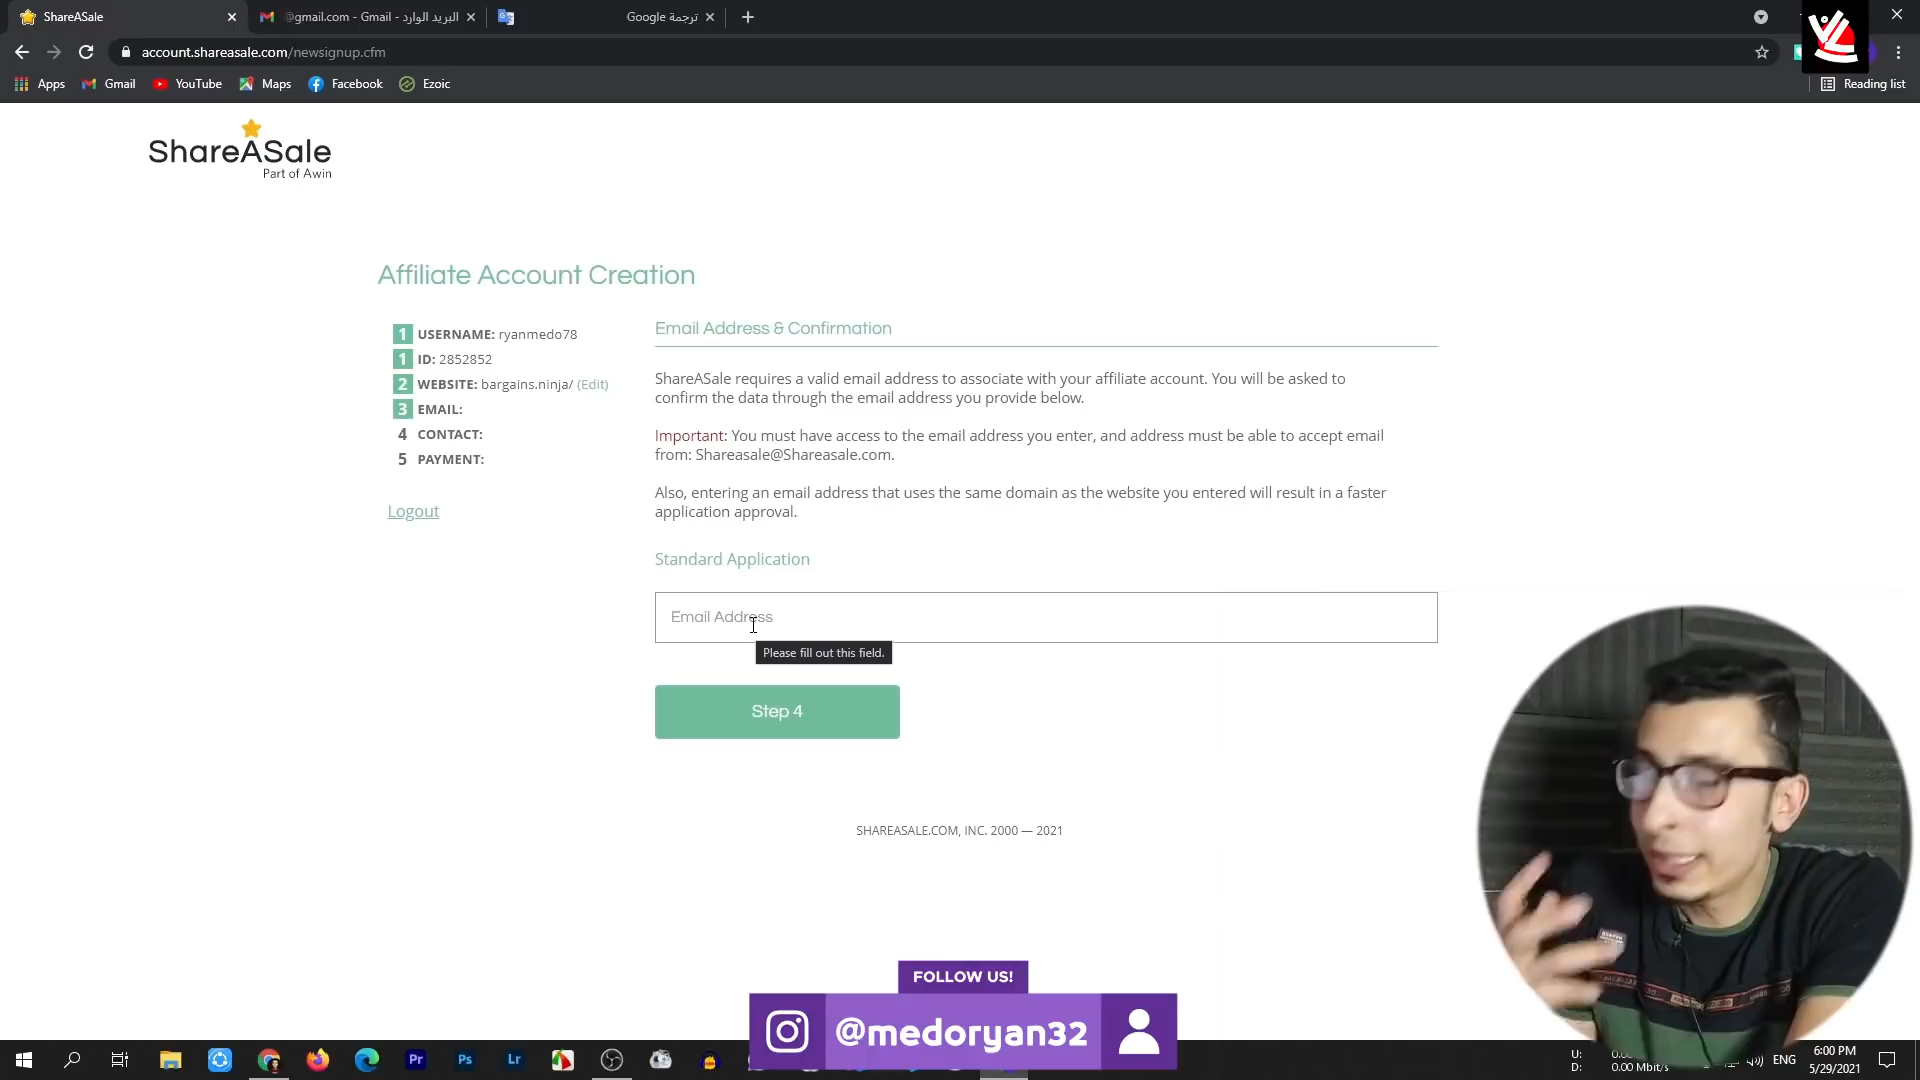 ShareASale
@gmail.com - Gmail - البريد الوارد
ترجمة Google
account.shareasale.com/newsignup.cfm
Apps
Gmail
YouTube
Maps
Facebook
Ezoic
Reading list
ShareASale
Part of Awin
Affiliate Account Creation
1 USERNAME: ryanmedo78
1 ID: 2852852
2 WEBSITE: bargains.ninja/ (Edit)
3 EMAIL:
4 CONTACT:
5 PAYMENT:
Logout
Email Address & Confirmation
ShareASale requires a valid email address to associate with your affiliate account. You will be asked to
confirm the data through the email address you provide below.
Important: You must have access to the email address you enter, and address must be able to accept email
from: Shareasale@Shareasale.com.
Also, entering an email address that uses the same domain as the website you entered will result in a faster
application approval.
Standard Application
Email Address
Please fill out this field.
Step 4
SHAREASALE.COM, INC. 2000 — 2021
FOLLOW US!
@medoryan32
Pr
Ps
Lr
U:
D: 0.00 Mbit/s
ENG
6:00 PM
5/29/2021